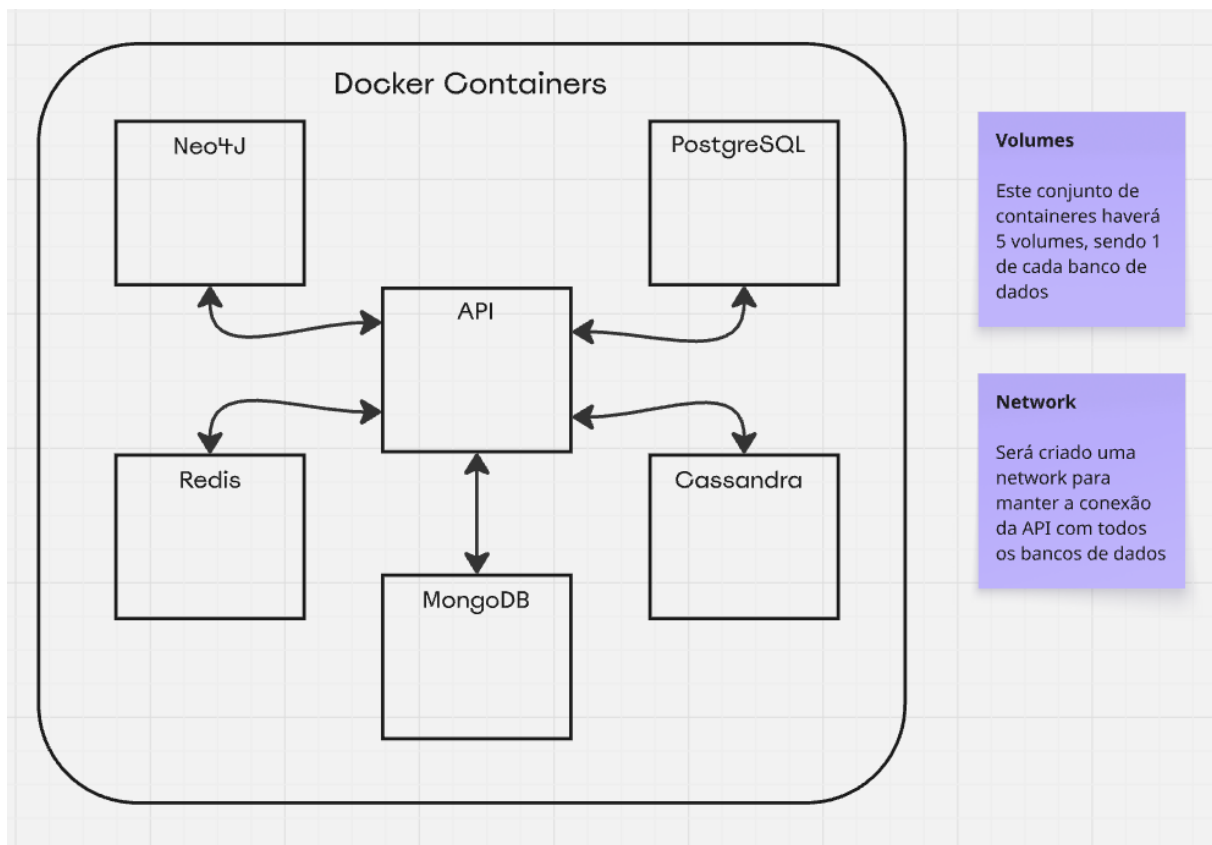 Docker Containers
Neo4J
PostgreSQL
API
Redis
Cassandra
MongoDB
Volumes
Este conjunto de
containeres haverá
5 volumes, sendo 1
de cada banco de
dados
Network
Será criado uma
network para
manter a conexão
da API com todos
os bancos de dados